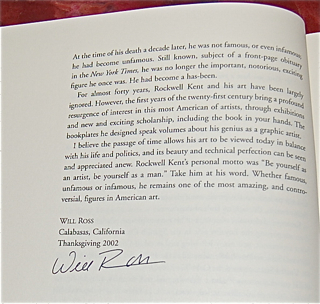 At the time of his death a decade later, he was not famous, or even infamous
he had become unfamous. Still known, subject of a front-page obituary
in the New York Times, he was no longer the important, notorious, exciting
figure he once was. He had become a has-been.
For almost forty years, Rockwell Kent and his art have been largely
ignored. However, the first years of the twenty-first century bring a profound
resurgence of interest in this most American of artists, through exhibitions
and new and exciting scholarship, including the book in your hands. The
bookplates he designed speak volumes about his genius as a graphic artist.
I believe the passage of time allows his art to be viewed today in balance
with his life and politics, and its beauty and technical perfection can be seen
and appreciated anew. Rockwell Kent's personal motto was "Be yourself as
an artist, be yourself as a man." Take him at his word. Whether famous,
unfamous or infamous, he remains one of the most amazing, and contro-
versial, figures in American art.
WILL ROSS
Calabasas, California
Thanksgiving 2002
Will Ross